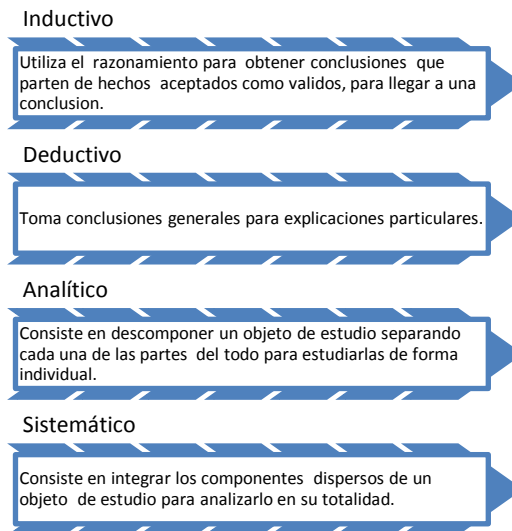 Inductivo
Utiliza el razonamiento para obtener conclusiones que
parten de hechos aceptados como validos, para llegar a una
conclusion.
Deductivo
Toma conclusiones generales para explicaciones particulares.
Analítico
Consiste en descomponer un objeto de estudio separando
cada una de las partes del todo para estudiarlas de forma
individual.
Sistemático
Consiste en integrar los componentes dispersos de un
objeto de estudio para analizarlo en su totalidad.